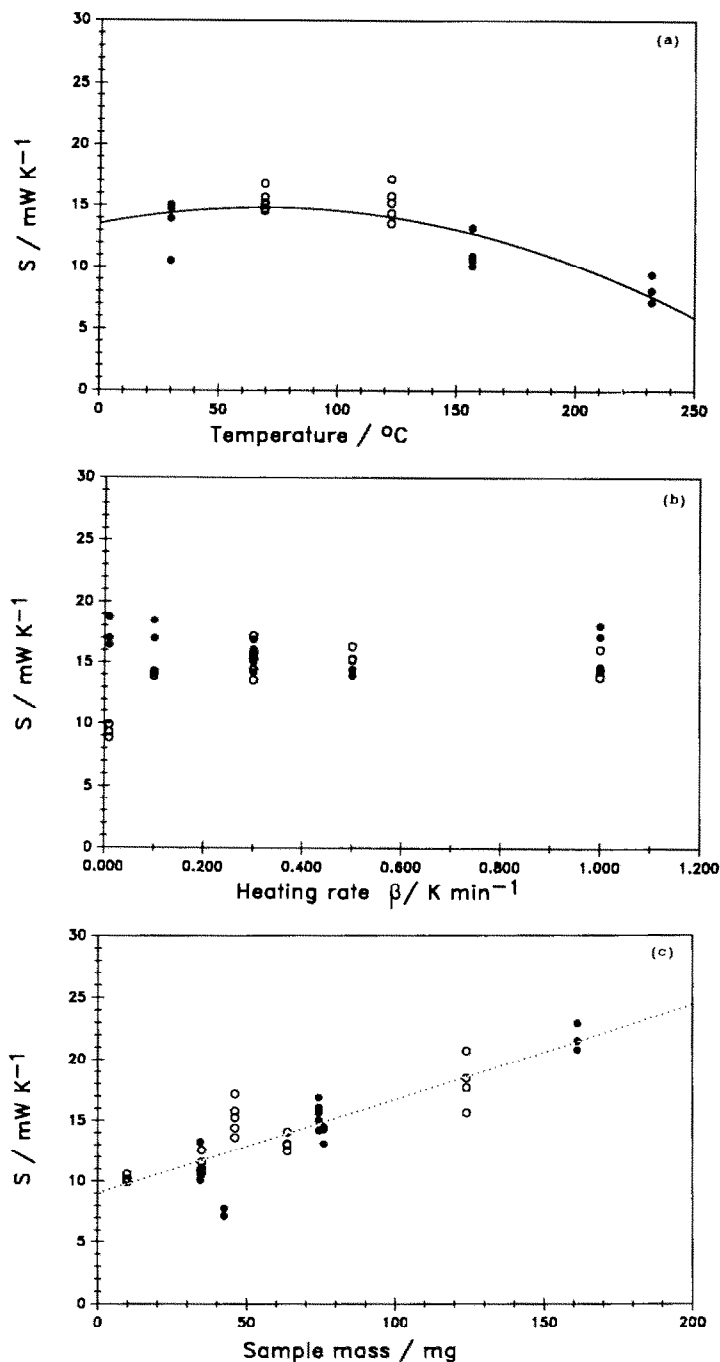 (a)
30
25
20
15
10
5
0
S / mW K⁻¹
0 50 100 150 200 250
Temperature / °C
(b)
30
25
20
15
10
5
0
S / mW K⁻¹
0.000 0.200 0.400 0.600 0.800 1.000 1.200
Heating rate β/ K min⁻¹
(c)
30
25
20
15
10
5
0
S / mW K⁻¹
0 50 100 150 200
Sample mass / mg